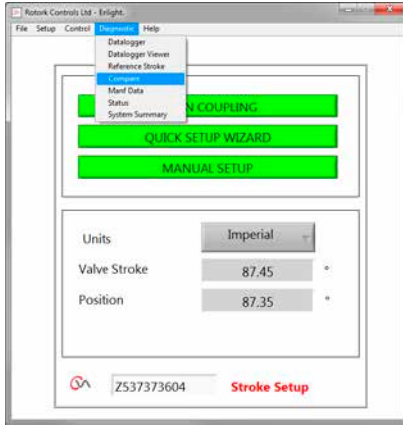 Rotork Controls Ltd - Enlight.
File Setup Control Diagnostic Help
Datalogger
Datalogger Viewer
Reference Stroke
Compare
Manf Data
Status
System Summary
N COUPLING
QUICK SETUP WIZARD
MANUAL SETUP
Units Imperial
Valve Stroke 87.45 °
Position 87.35 °
Z537373604 Stroke Setup